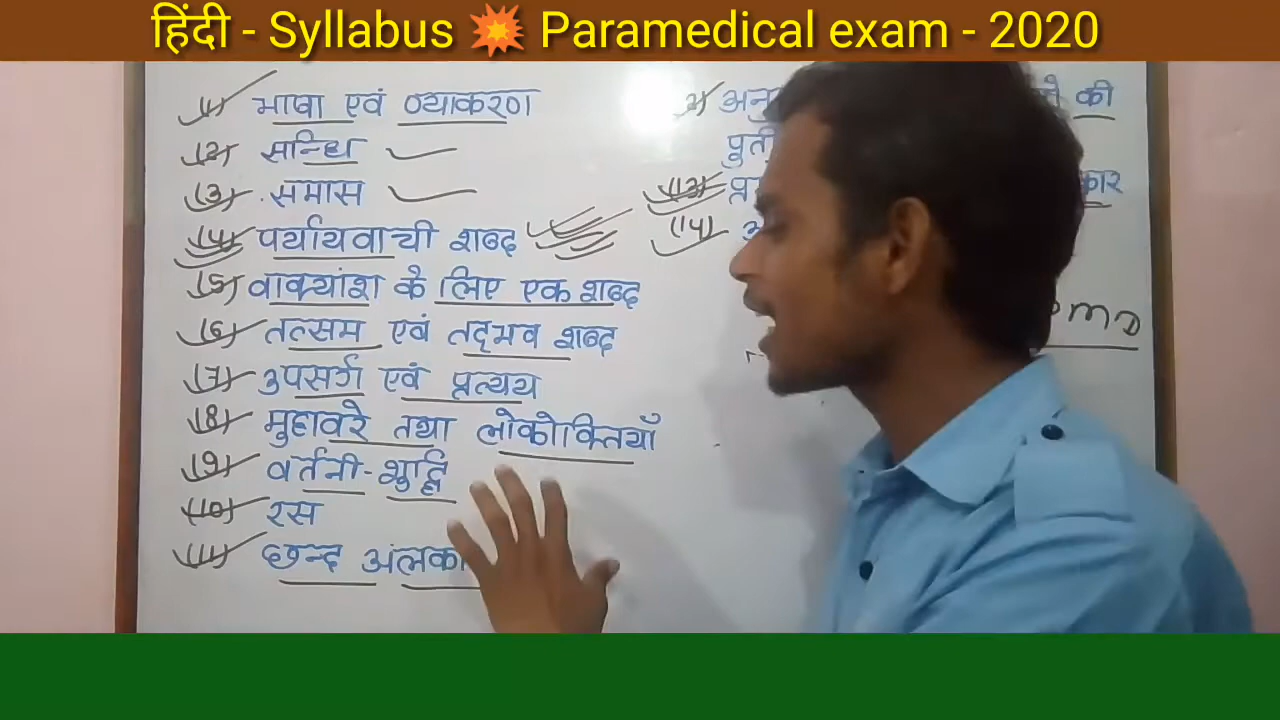 हिंदी - Syllabus 💥 Paramedical exam - 2020
(1) भाषा एवं व्याकरण
(2) सन्धि
(3) समास
(4) पर्यायवाची शब्द
(5) वाक्यांश के लिए एक शब्द
(6) तत्सम एवं तद्भव शब्द
(7) उपसर्ग एवं प्रत्यय
(8) मुहावरे तथा लोकोक्तियाँ
(9) वर्तनी-शुद्धि
(10) रस
(11) छन्द
की
(13)
(14)